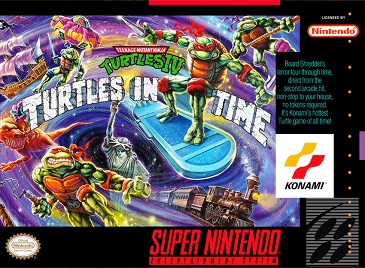 LICENSED BY
Nintendo
TEENAGE MUTANT NINJA
TURTLES IV
TURTLES IN TIME
Board Shredder's
terror tour through time,
direct from the
second arcade hit,
non-stop to your house,
no tokens required.
It's Konami's hottest
Turtle game of all time!
KONAMI
Official
Nintendo
SUPER NINTENDO
ENTERTAINMENT SYSTEM